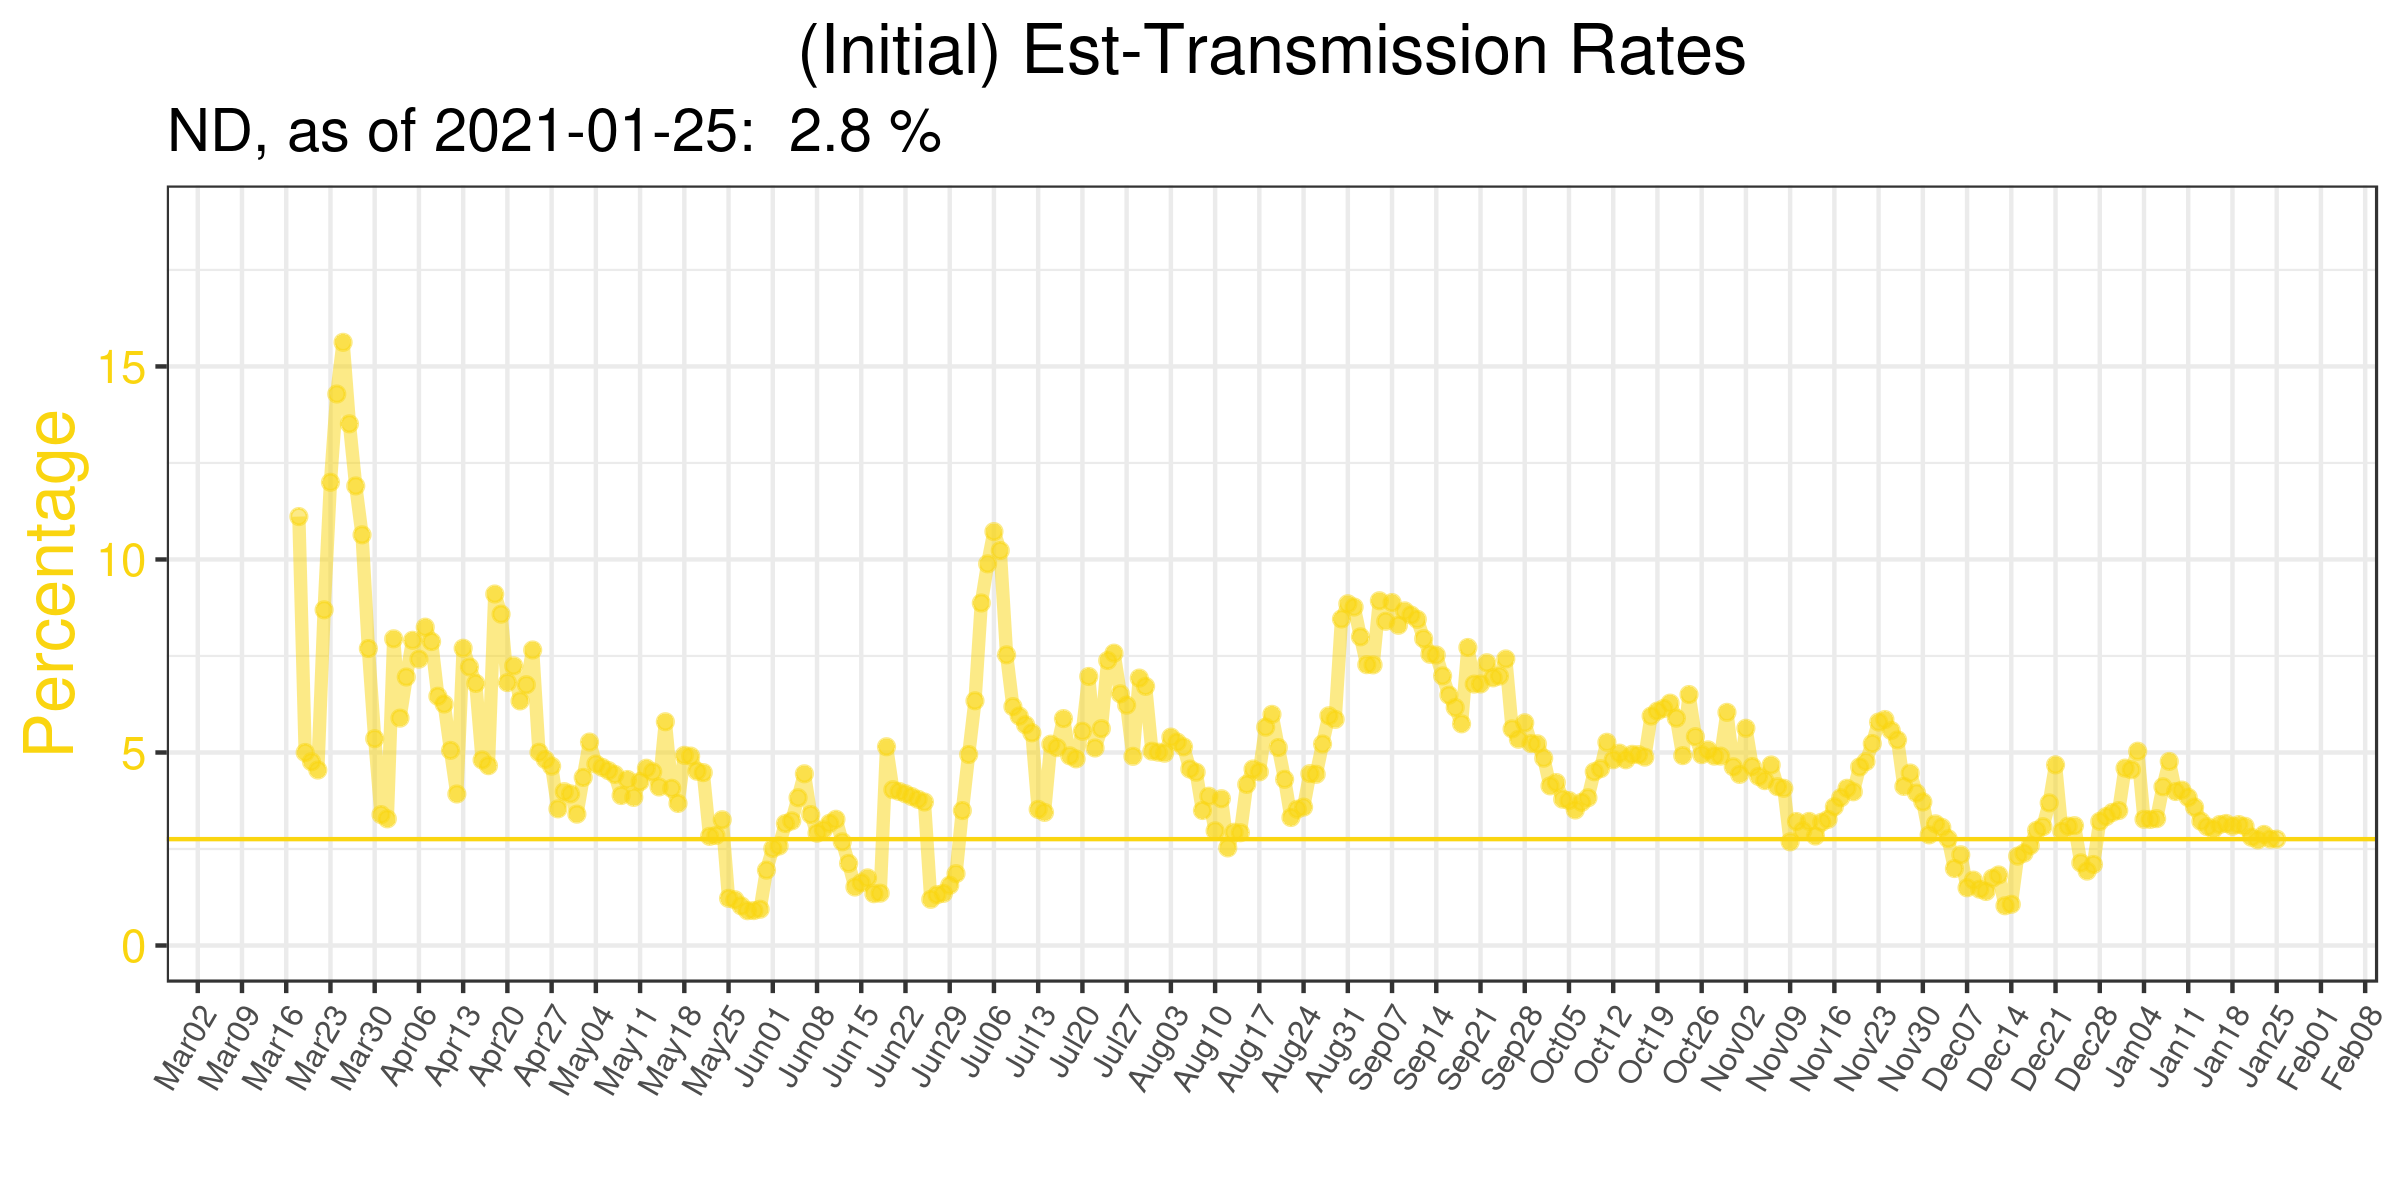 (Initial) Est-Transmission Rates
ND, as of 2021-01-25:  2.8 %
Percentage
15
10
5
0
Mar02
Mar09
Mar16
Mar23
Mar30
Apr06
Apr13
Apr20
Apr27
May04
May11
May18
May25
Jun01
Jun08
Jun15
Jun22
Jun29
Jul06
Jul13
Jul20
Jul27
Aug03
Aug10
Aug17
Aug24
Aug31
Sep07
Sep14
Sep21
Sep28
Oct05
Oct12
Oct19
Oct26
Nov02
Nov09
Nov16
Nov23
Nov30
Dec07
Dec14
Dec21
Dec28
Jan04
Jan11
Jan18
Jan25
Feb01
Feb08